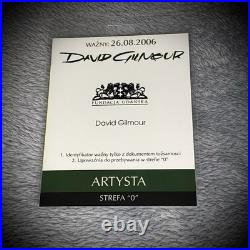 WAŻNY: 26.08.2006
DAVID GILMOUR
FUNDACJA GDAŃSKA
David Gilmour
1. Identyfikator ważny tylko z dokumentem tożsamości
2. Upoważnia do przebywania w strefie "0"
ARTYSTA
STREFA "0"